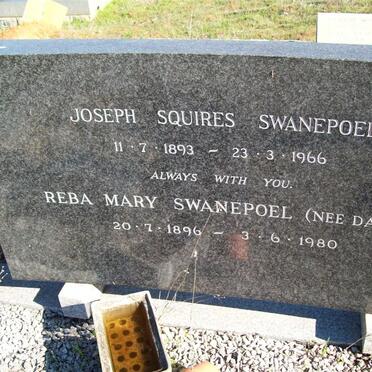 JOSEPH SQUIRES SWANEPOEL
11·7·1893 – 23·3·1966
ALWAYS WITH YOU.
REBA MARY SWANEPOEL (NEE DA
20·7·1896 – 3·6·1980